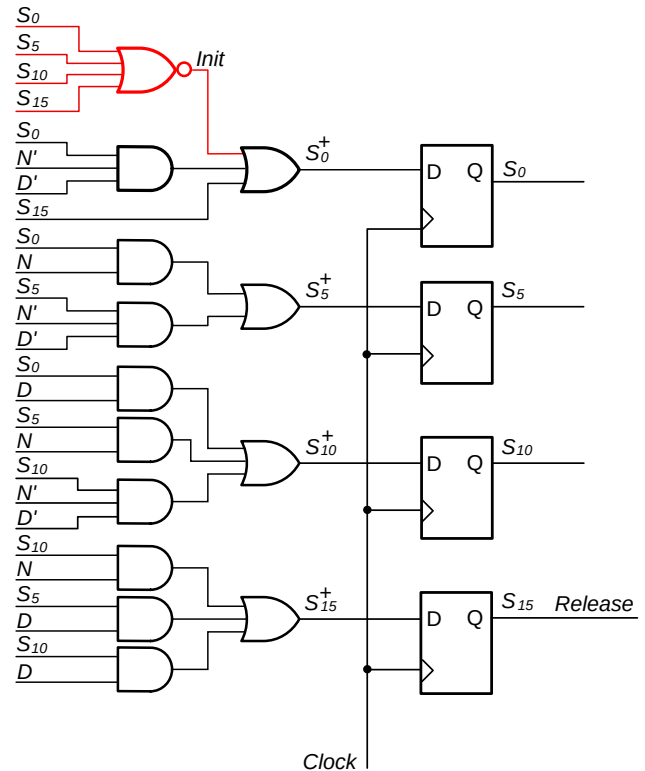 S0
S5
Init
S10
S15
S0
S0+
D Q S0
N'
D'
S15
S0
N
S5+
D Q S5
S5
N'
D'
S0
D
S5
N
S10+
D Q S10
S10
N'
D'
S10
N
S5
S15+
D Q S15 Release
D
S10
D
Clock